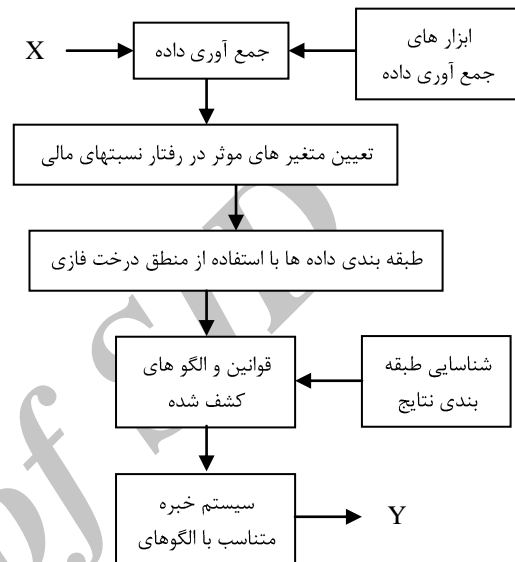 ابزار های
جمع آوری داده
جمع آوری داده
X
تعیین متغیر های موثر در رفتار نسبتهای مالی
طبقه بندی داده ها با استفاده از منطق درخت فازی
قوانین و الگو های
کشف شده
شناسایی طبقه
بندی نتایج
سیستم خبره
متناسب با الگوهای
Y
of SID